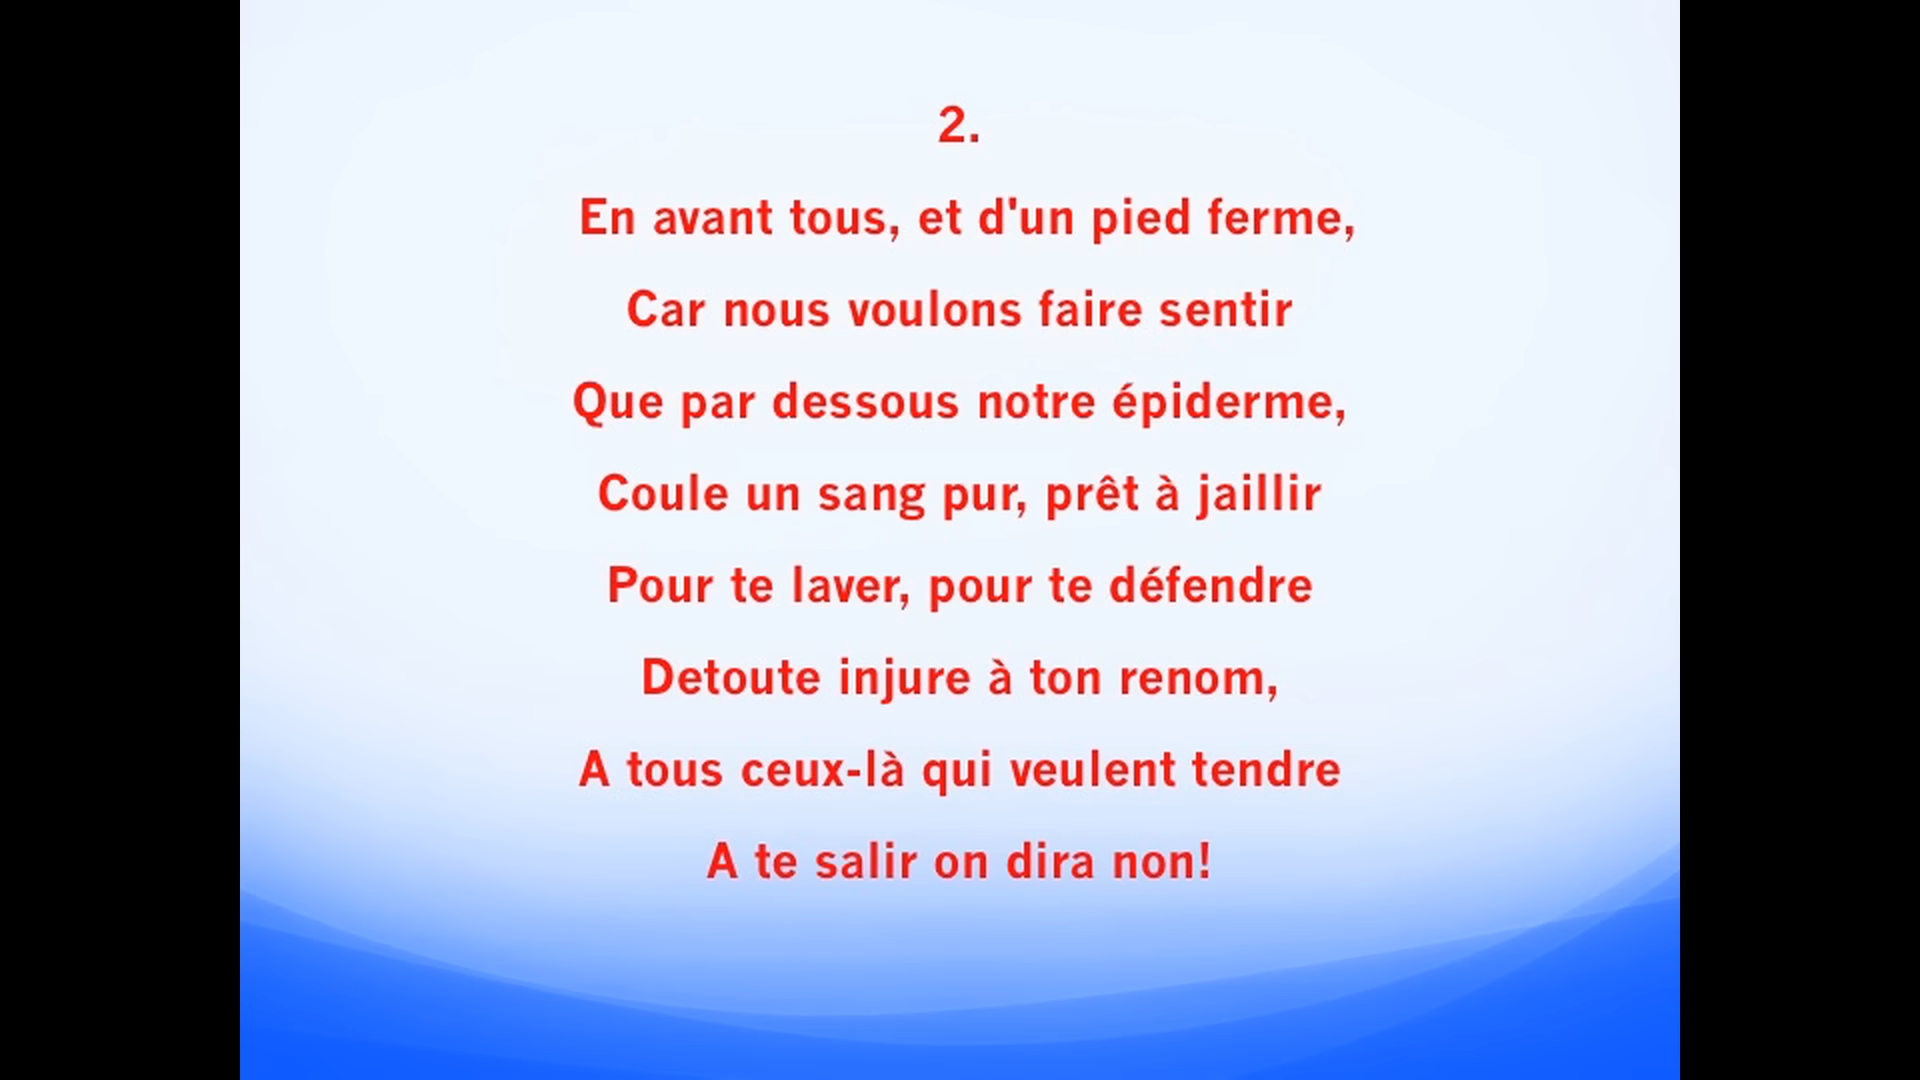 2.
En avant tous, et d'un pied ferme,
Car nous voulons faire sentir
Que par dessous notre épiderme,
Coule un sang pur, prêt à jaillir
Pour te laver, pour te défendre
Detoute injure à ton renom,
A tous ceux-là qui veulent tendre
A te salir on dira non!